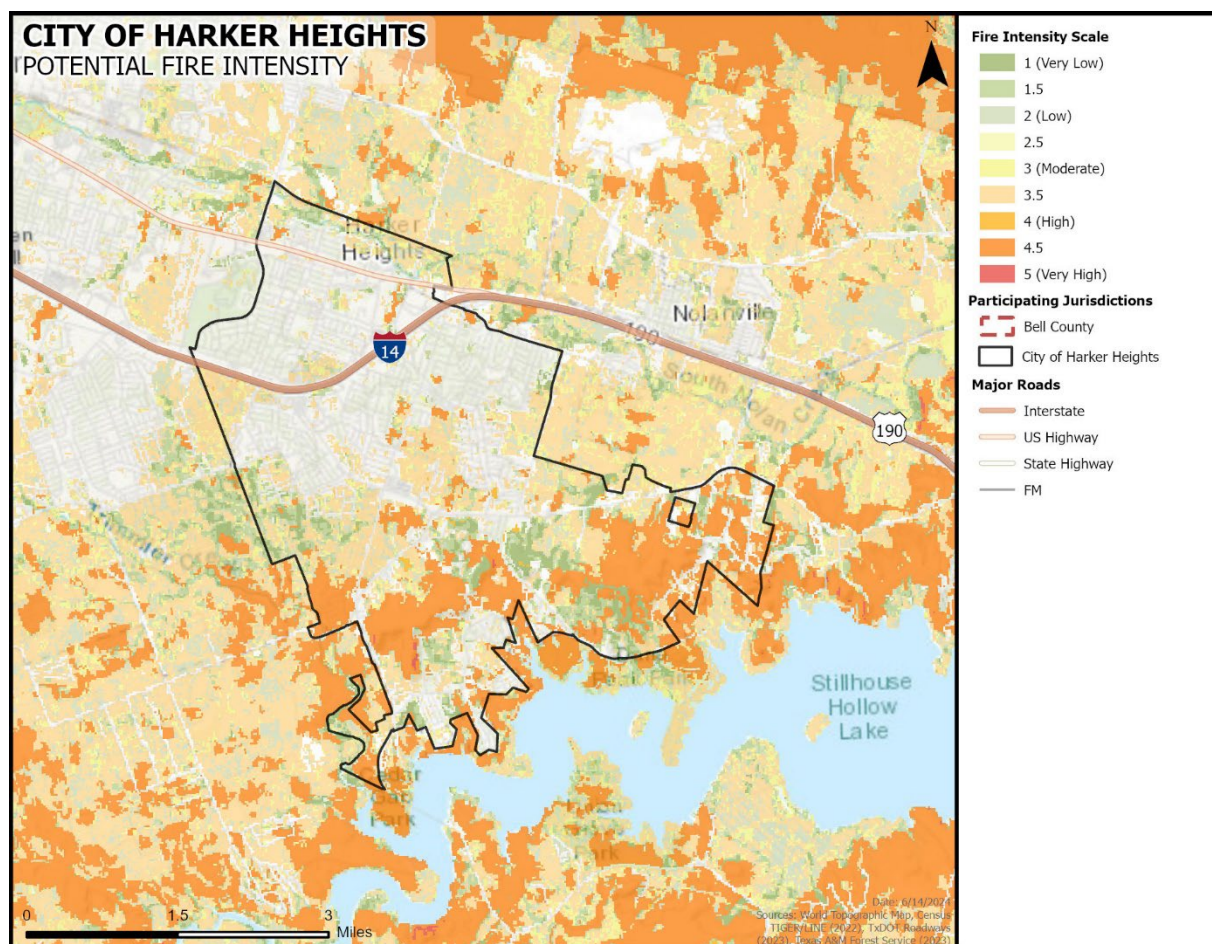 CITY OF HARKER HEIGHTS
POTENTIAL FIRE INTENSITY
N
Harker
Heights
en
14
Nolanville
190
South Nolan
190
Stillhouse
Hollow
Lake
Park
Cedar
Gap
Park
Park
0 1.5 3
Miles
Date: 6/14/2024
Sources: World Topographic Map, Census
TIGER/LINE (2022), TxDOT Roadways
(2023), Texas A&M Forest Service (2023)
Fire Intensity Scale
1 (Very Low)
1.5
2 (Low)
2.5
3 (Moderate)
3.5
4 (High)
4.5
5 (Very High)
Participating Jurisdictions
Bell County
City of Harker Heights
Major Roads
Interstate
US Highway
State Highway
FM